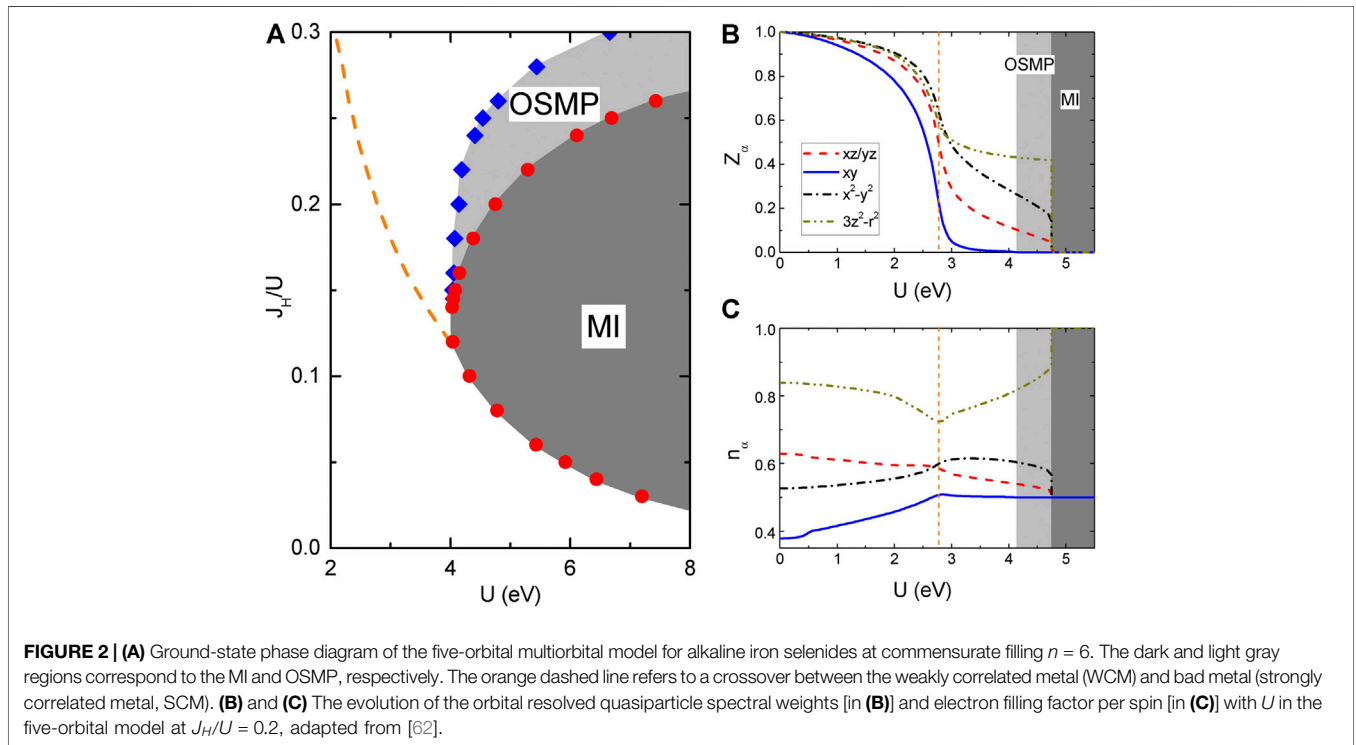 A
0.3
0.2
0.1
0.0
J_H/U
OSMP
MI
2
4
6
8
U (eV)
B
1.0
0.8
0.6
0.4
0.2
0.0
Z_α
OSMP
MI
xz/yz
xy
x²-y²
3z²-r²
0
1
2
3
4
5
U (eV)
C
1.0
0.8
0.6
0.4
n_α
0
1
2
3
4
5
U (eV)
FIGURE 2 | (A) Ground-state phase diagram of the five-orbital multiorbital model for alkaline iron selenides at commensurate filling n = 6. The dark and light gray
regions correspond to the MI and OSMP, respectively. The orange dashed line refers to a crossover between the weakly correlated metal (WCM) and bad metal (strongly
correlated metal, SCM). (B) and (C) The evolution of the orbital resolved quasiparticle spectral weights [in (B)] and electron filling factor per spin [in (C)] with U in the
five-orbital model at J_H/U = 0.2, adapted from [62].